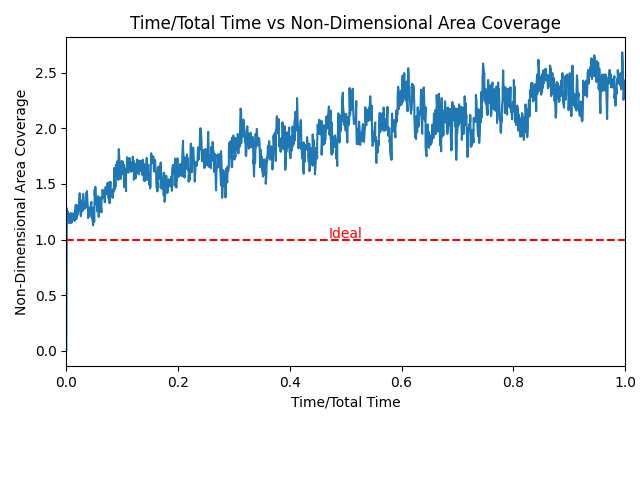 Time/Total Time vs Non-Dimensional Area Coverage
Non-Dimensional Area Coverage
2.5
2.0
1.5
1.0
0.5
0.0
Ideal
0.0 0.2 0.4 0.6 0.8 1.0
Time/Total Time